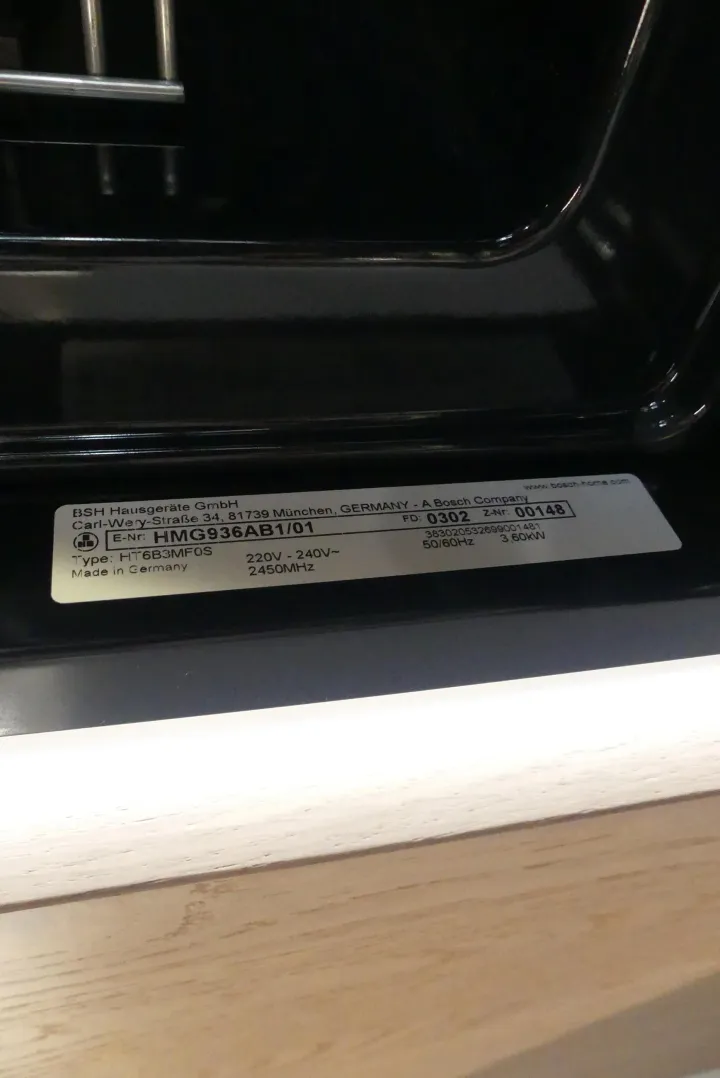 www.bosch-home.com
BSH Hausgeräte GmbH
Carl-Wery-Straße 34, 81739 München, GERMANY - A Bosch Company
E-Nr: HMG936AB1/01 FD: 0302 Z-Nr: 00148
383020532699001481
Type: HT6B3MF0S 220V - 240V~ 50/60Hz 3,60kW
Made in Germany 2450MHz